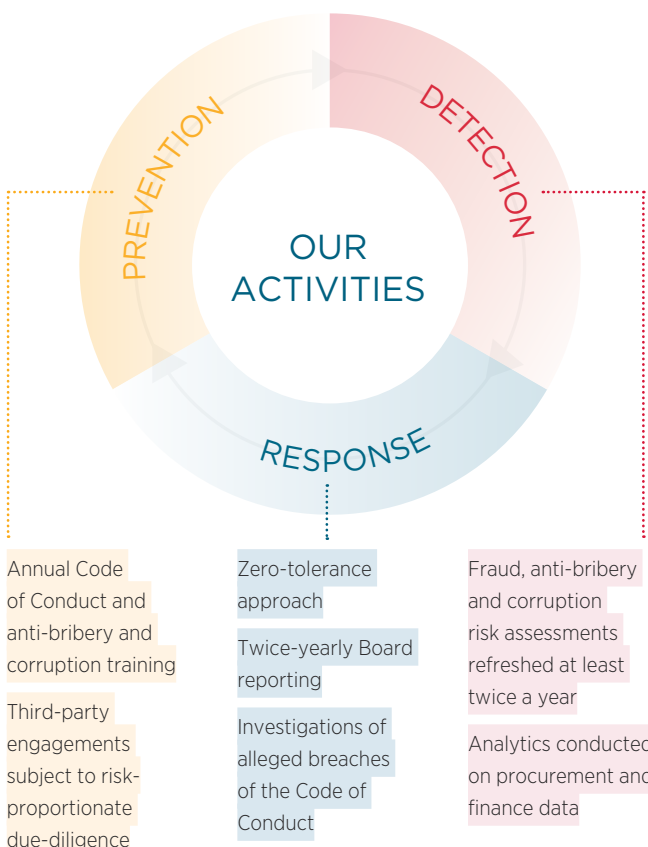 PREVENTION
DETECTION
OUR
ACTIVITIES
RESPONSE
Annual Code
of Conduct and
anti-bribery and
corruption training
Third-party
engagements
subject to risk-
proportionate
due-diligence
Zero-tolerance
approach
Twice-yearly Board
reporting
Investigations of
alleged breaches
of the Code of
Conduct
Fraud, anti-bribery
and corruption
risk assessments
refreshed at least
twice a year
Analytics conducted
on procurement and
finance data